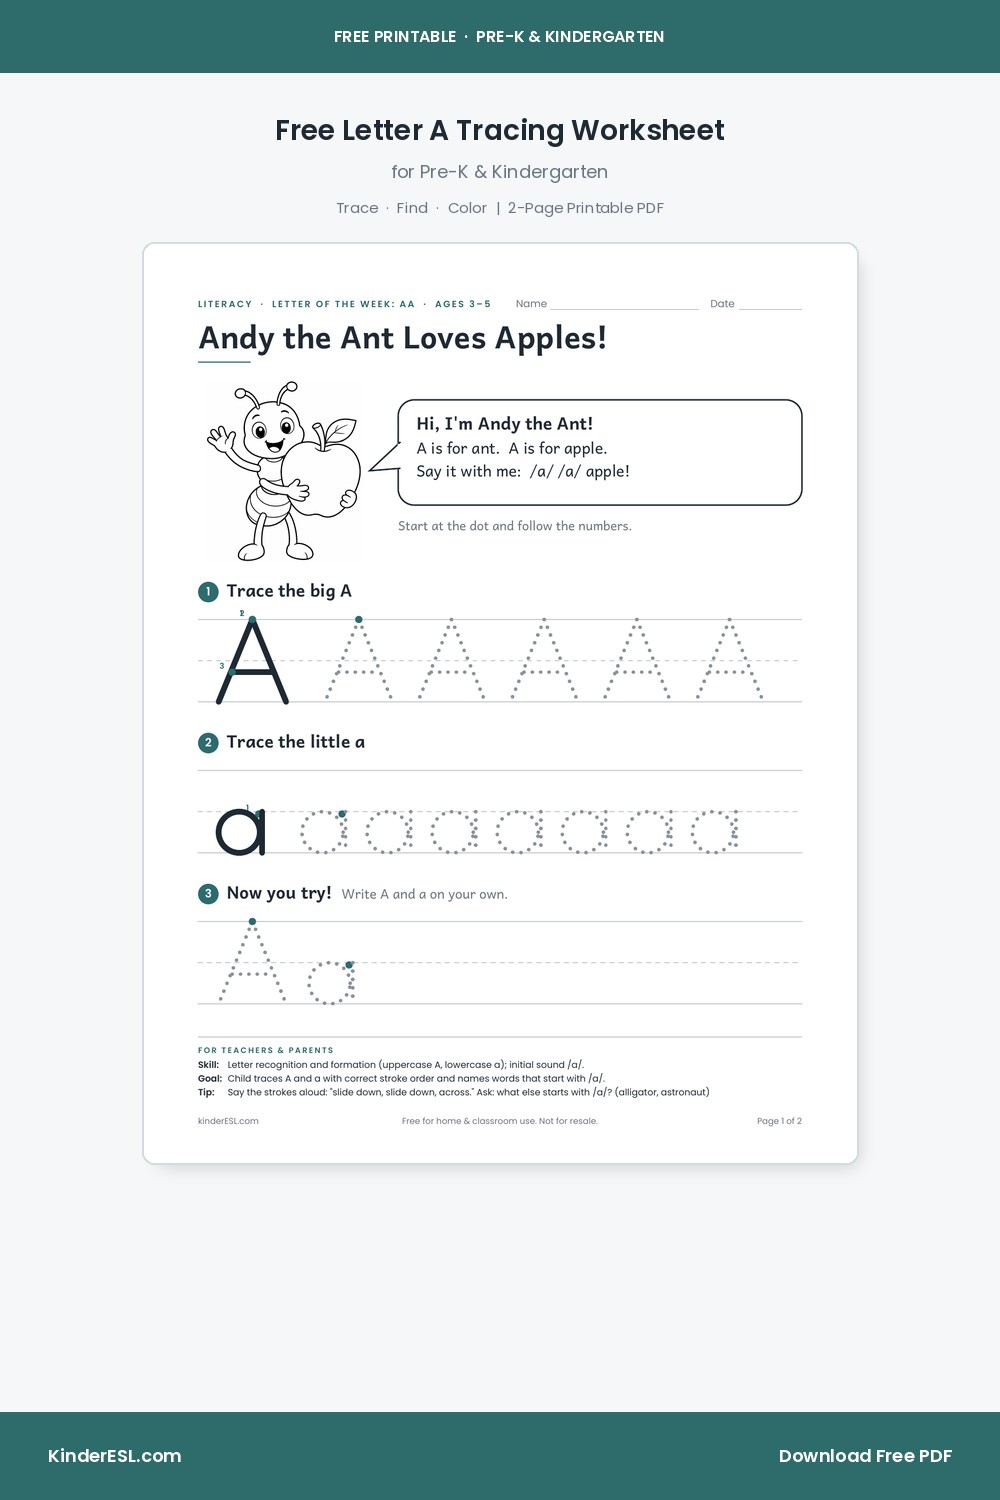 FREE PRINTABLE · PRE-K & KINDERGARTEN
Free Letter A Tracing Worksheet
for Pre-K & Kindergarten
Trace · Find · Color | 2-Page Printable PDF
LITERACY · LETTER OF THE WEEK: AA · AGES 3–5 Name Date
Andy the Ant Loves Apples!
Hi, I'm Andy the Ant!
A is for ant. A is for apple.
Say it with me: /a/ /a/ apple!
Start at the dot and follow the numbers.
1 Trace the big A
3
A A A A A A
2 Trace the little a
1
a a a a a a a a
3 Now you try! Write A and a on your own.
A a
FOR TEACHERS & PARENTS
Skill: Letter recognition and formation (uppercase A, lowercase a); initial sound /a/.
Goal: Child traces A and a with correct stroke order and names words that start with /a/.
Tip: Say the strokes aloud: "slide down, slide down, across." Ask: what else starts with /a/? (alligator, astronaut)
kinderESL.com Free for home & classroom use. Not for resale. Page 1 of 2
KinderESL.com Download Free PDF